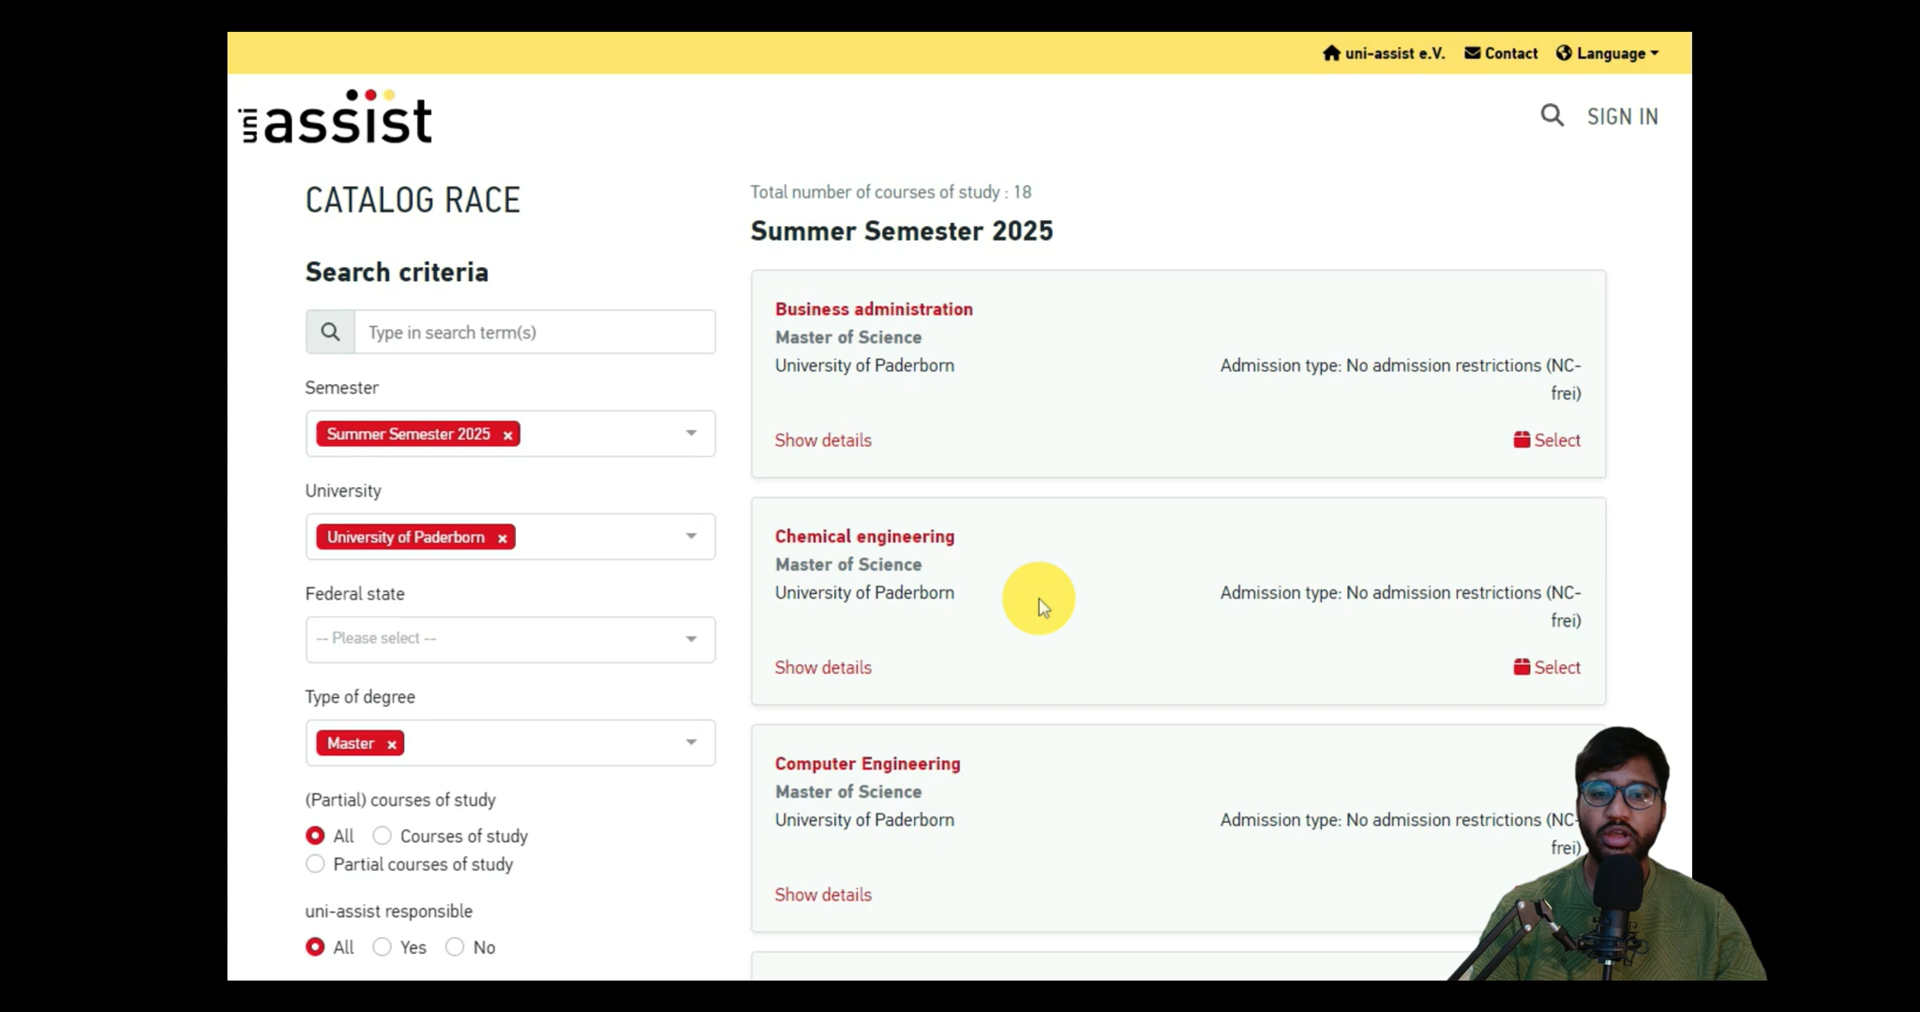 uni-assist e.V. Contact Language
uni assist
SIGN IN
CATALOG RACE
Search criteria
Type in search term(s)
Semester
Summer Semester 2025 ×
University
University of Paderborn ×
Federal state
-- Please select --
Type of degree
Master ×
(Partial) courses of study
All Courses of study
Partial courses of study
uni-assist responsible
All Yes No
Total number of courses of study : 18
Summer Semester 2025
Business administration
Master of Science
University of Paderborn
Admission type: No admission restrictions (NC-
frei)
Show details
Select
Chemical engineering
Master of Science
University of Paderborn
Admission type: No admission restrictions (NC-
frei)
Show details
Select
Computer Engineering
Master of Science
University of Paderborn
Admission type: No admission restrictions (NC-
frei)
Show details